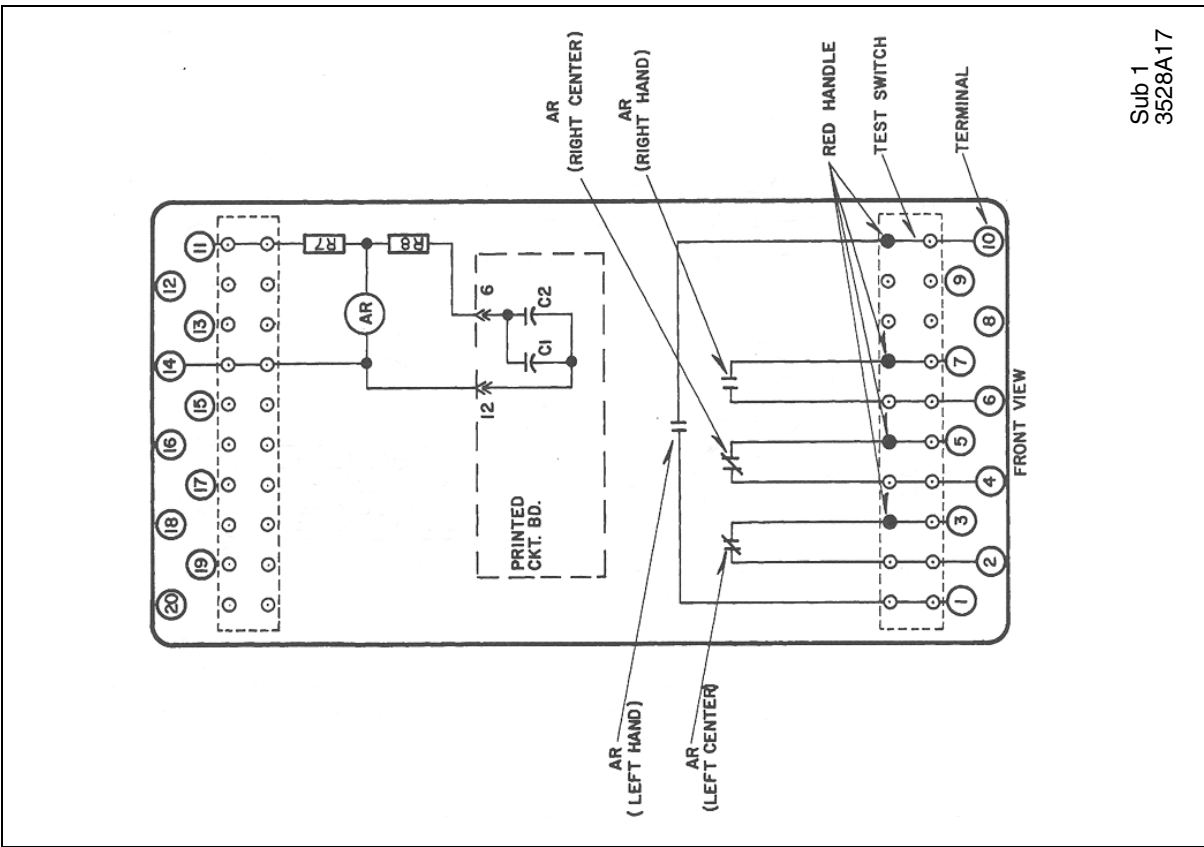 Sub 1
3528A17
AR
(RIGHT CENTER)
AR
(RIGHT HAND)
RED HANDLE
TEST SWITCH
TERMINAL
20
19
18
17
16
15
14
13
12
11
R7
AR
R8
6
C2
C1
12
PRINTED
CKT. BD.
1
2
3
4
5
6
7
8
9
10
FRONT VIEW
AR
(LEFT HAND)
AR
(LEFT CENTER)